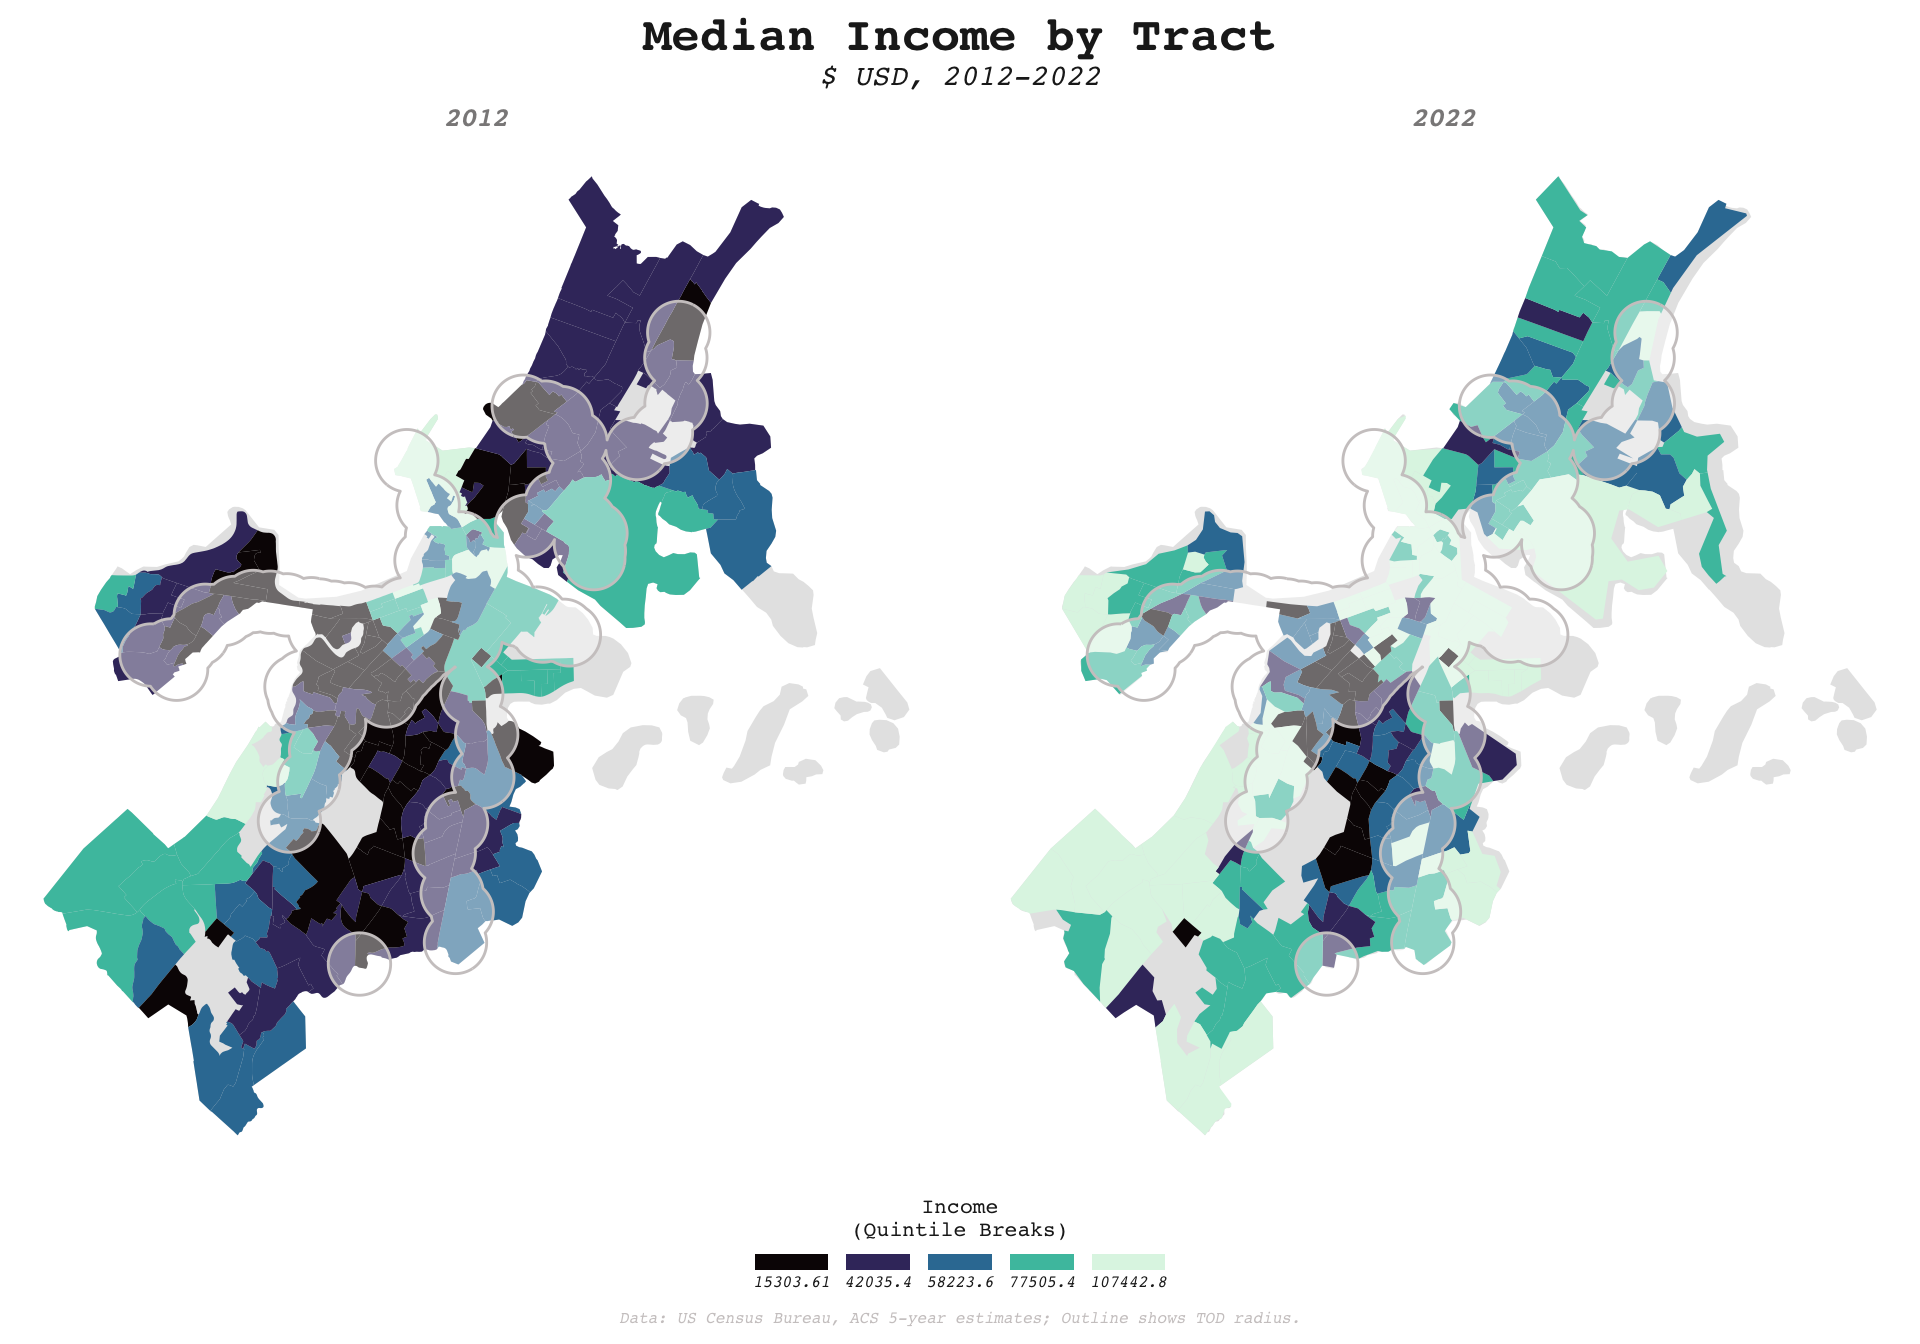 Median Income by Tract
$ USD, 2012-2022
2012
2022
Income
(Quintile Breaks)
15303.61
42035.4
58223.6
77505.4
107442.8
Data: US Census Bureau, ACS 5-year estimates; Outline shows TOD radius.